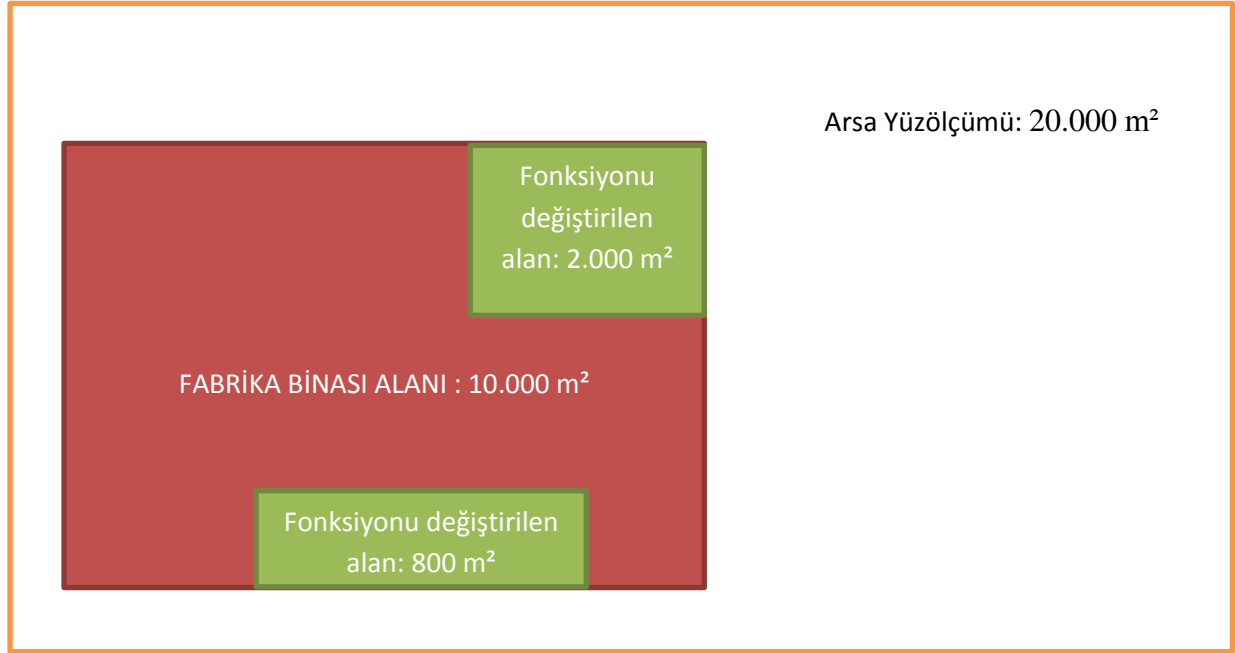 Arsa Yüzölçümü: 20.000 m²
Fonksiyonu
değiştirilen
alan: 2.000 m²
FABRİKA BİNASI ALANI : 10.000 m²
Fonksiyonu değiştirilen
alan: 800 m²